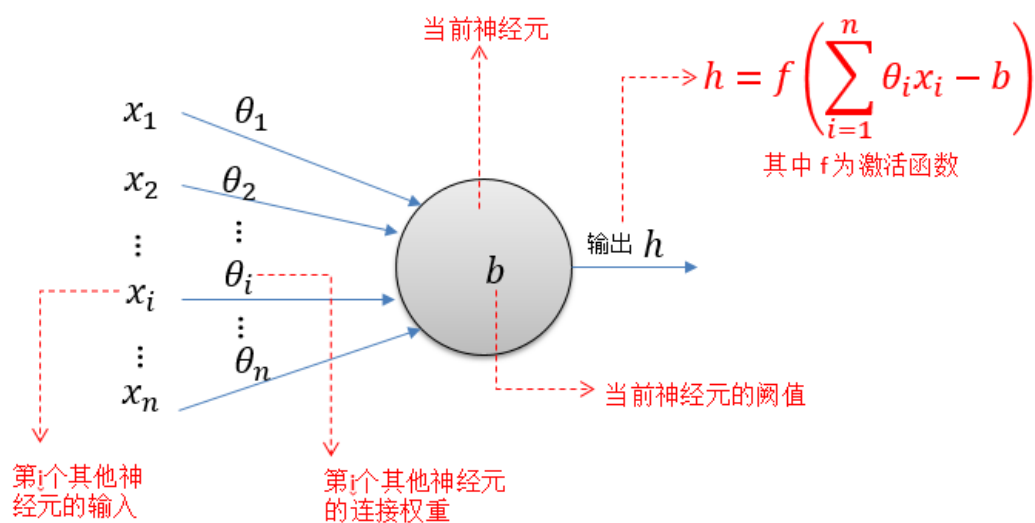 当前神经元
h = f(∑_{i=1}^{n} θ_i x_i − b)
其中 f 为激活函数
x_1 θ_1
x_2 θ_2
⋮ ⋮
x_i θ_i
⋮ ⋮
x_n θ_n
b
输出 h
当前神经元的阙值
第i个其他神
经元的输入
第i个其他神经元
的连接权重